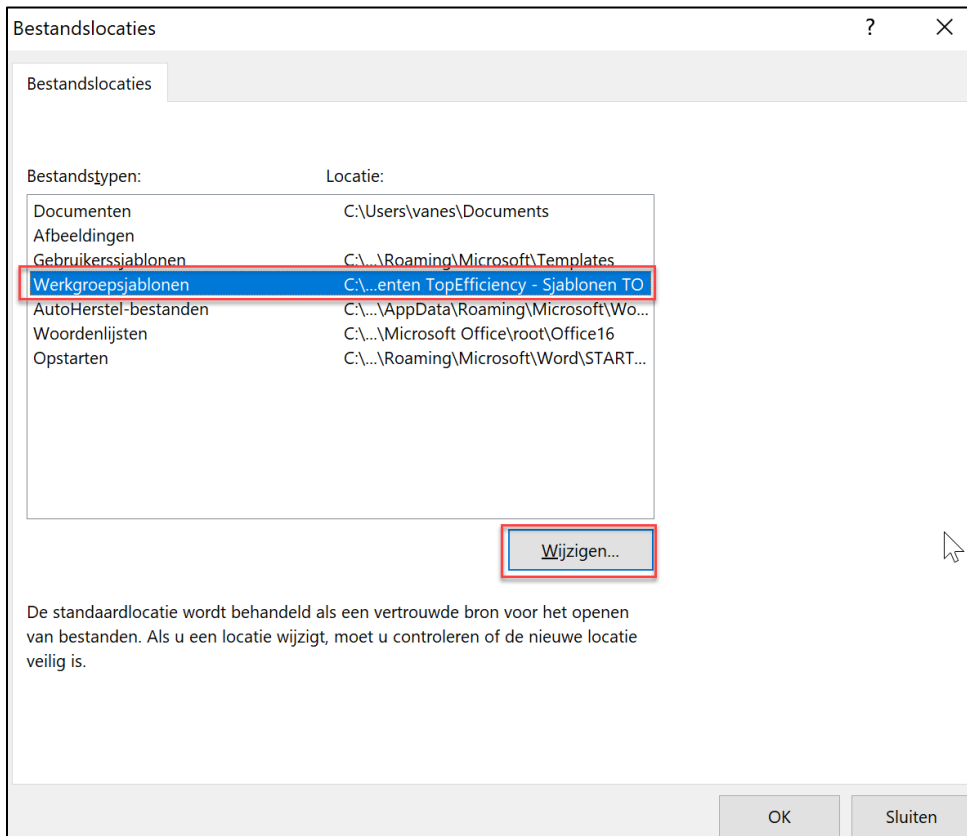 Bestandslocaties ?
Bestandslocaties
Bestandstypen: Locatie:
Documenten C:\Users\vanes\Documents
Afbeeldingen
Gebruikerssjablonen C:\...\Roaming\Microsoft\Templates
Werkgroepsjablonen C:\...enten TopEfficiency - Sjablonen TO
AutoHerstel-bestanden C:\...\AppData\Roaming\Microsoft\Wo...
Woordenlijsten C:\...\Microsoft Office\root\Office16
Opstarten C:\...\Roaming\Microsoft\Word\START...
Wijzigen...
De standaardlocatie wordt behandeld als een vertrouwde bron voor het openen
van bestanden. Als u een locatie wijzigt, moet u controleren of de nieuwe locatie
veilig is.
OK Sluiten